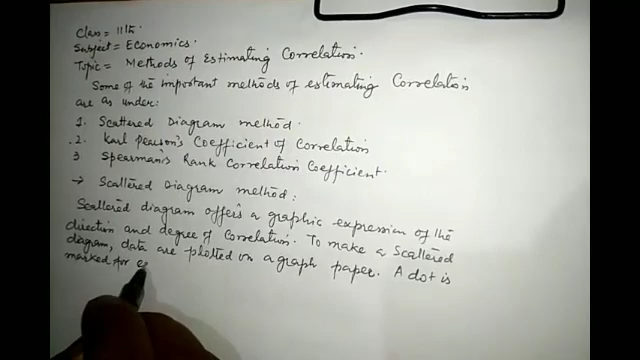 Class = 11th
Subject = Economics.
Topic = Methods of Estimating Correlation.
Some of the important methods of estimating Correlation
are as under:
1. Scattered Diagram method.
2. Karl Pearson's Coefficient of Correlation
3 Spearman's Rank Correlation Coefficient.
→ Scattered Diagram method:
Scattered diagram offers a graphic expression of the
direction and degree of Correlation. To make a Scattered
diagram, data are plotted on a graph paper. A dot is
marked for e